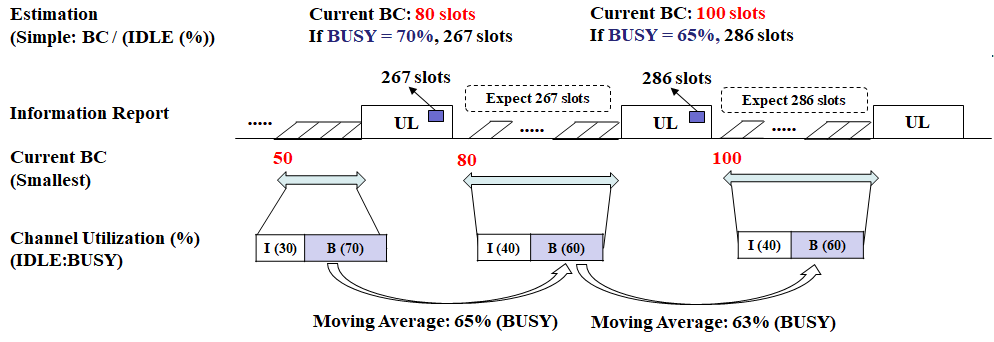 Estimation
(Simple: BC / (IDLE (%))
Current BC: 80 slots
If BUSY = 70%, 267 slots
Current BC: 100 slots
If BUSY = 65%, 286 slots
267 slots
286 slots
Information Report
.....
UL
Expect 267 slots
.....
UL
Expect 286 slots
.....
UL
Current BC
(Smallest)
50
80
100
Channel Utilization (%)
(IDLE:BUSY)
I (30)
B (70)
I (40)
B (60)
I (40)
B (60)
Moving Average: 65% (BUSY)
Moving Average: 63% (BUSY)